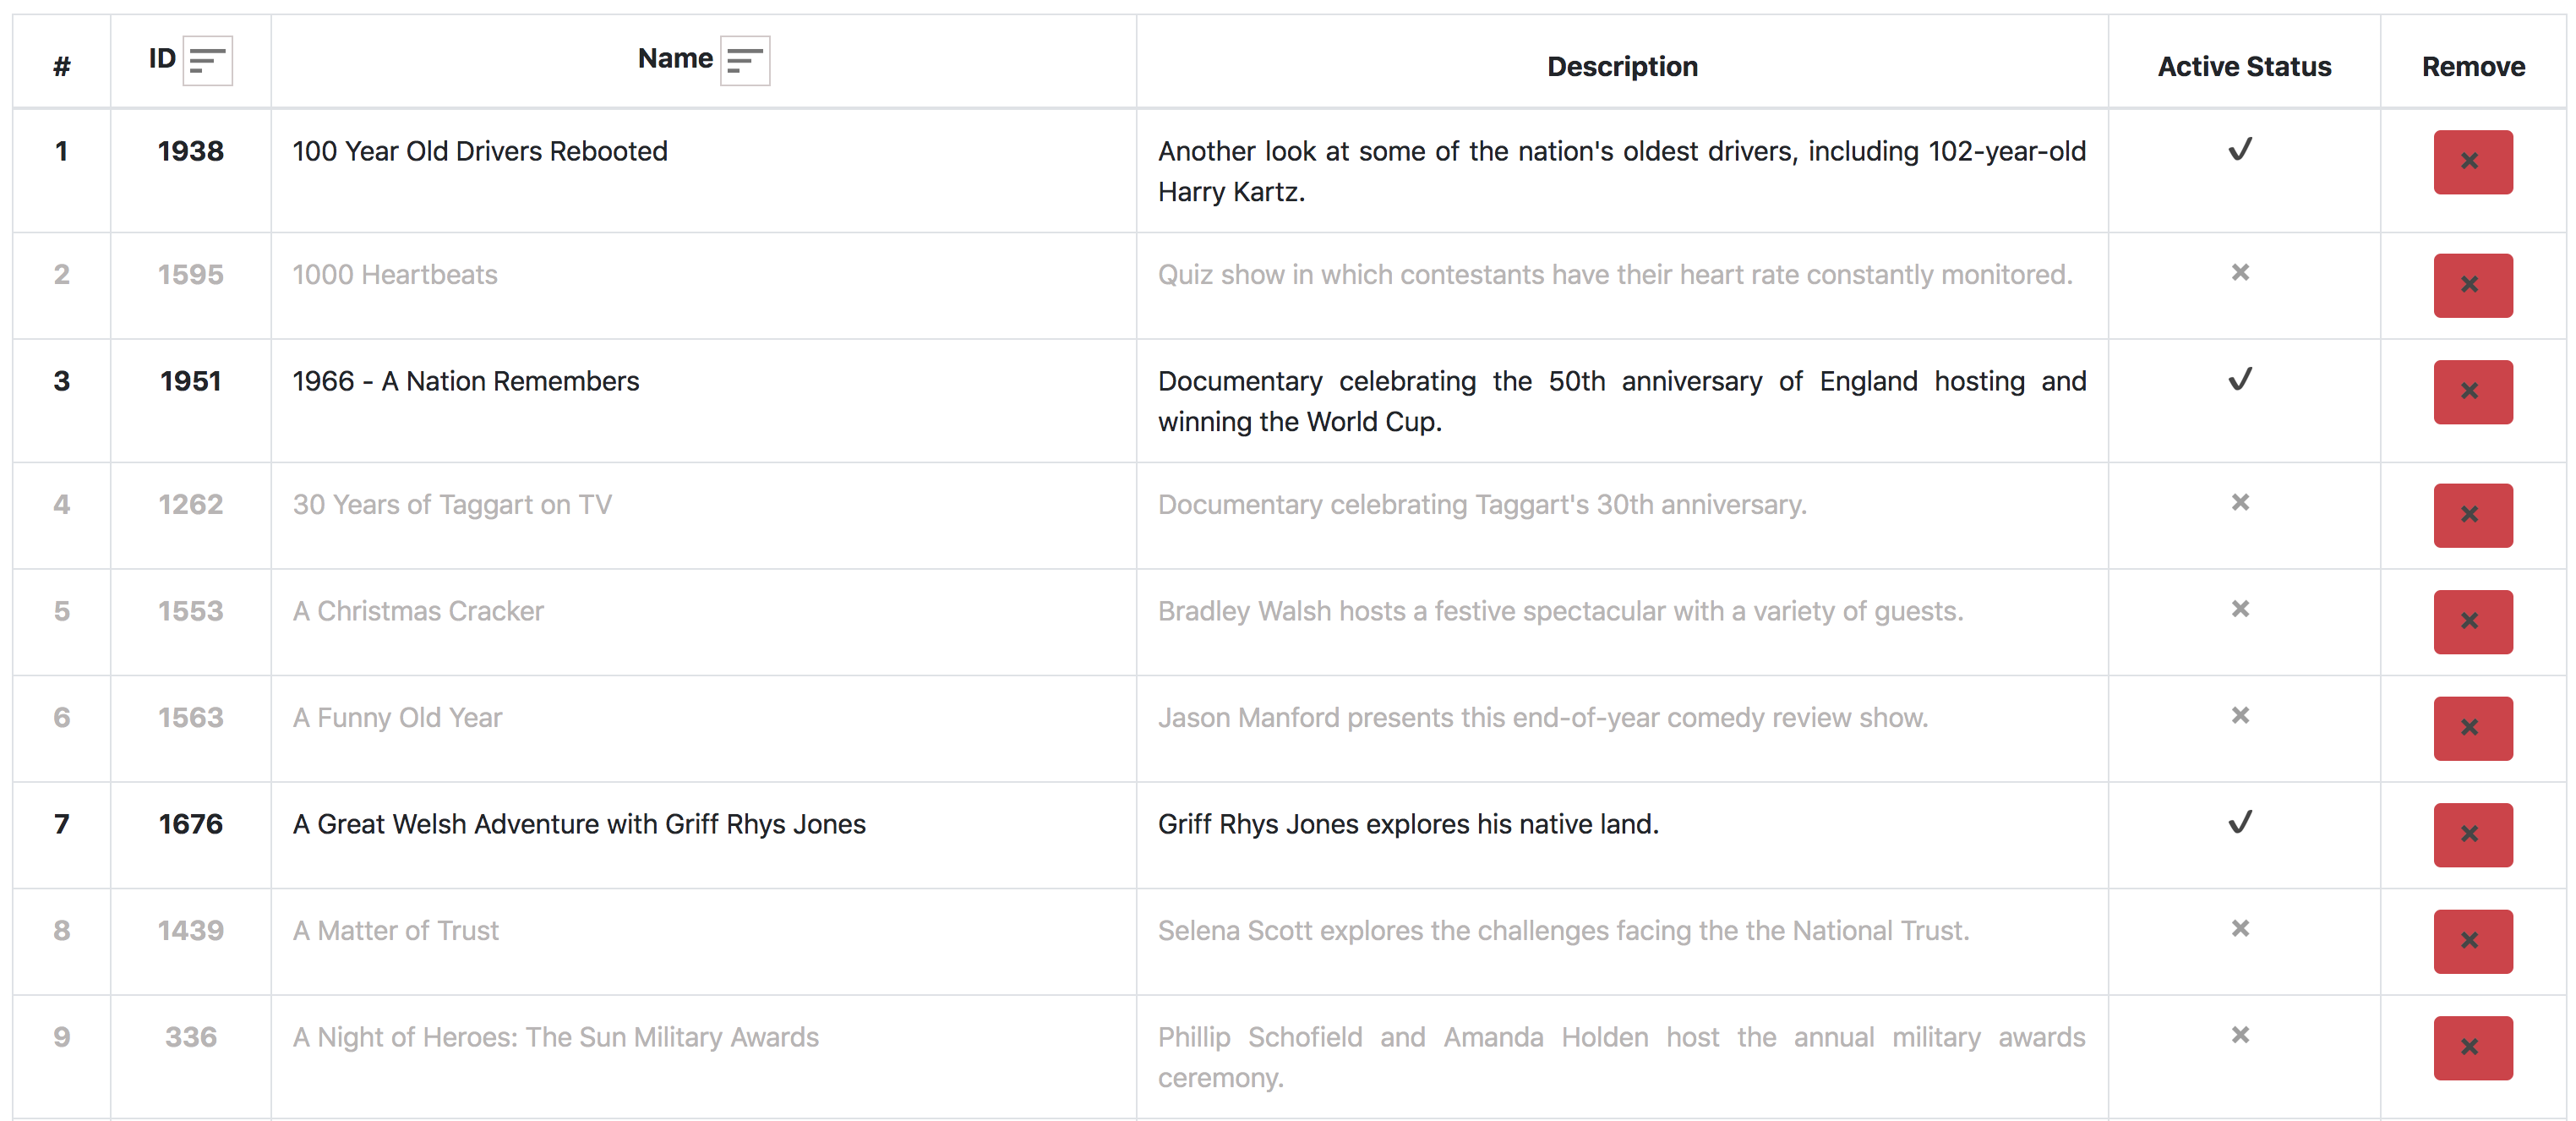 # ID Name Description Active Status Remove
1 1938 100 Year Old Drivers Rebooted Another look at some of the nation's oldest drivers, including 102-year-old
Harry Kartz.
2 1595 1000 Heartbeats Quiz show in which contestants have their heart rate constantly monitored.
3 1951 1966 - A Nation Remembers Documentary celebrating the 50th anniversary of England hosting and
winning the World Cup.
4 1262 30 Years of Taggart on TV Documentary celebrating Taggart's 30th anniversary.
5 1553 A Christmas Cracker Bradley Walsh hosts a festive spectacular with a variety of guests.
6 1563 A Funny Old Year Jason Manford presents this end-of-year comedy review show.
7 1676 A Great Welsh Adventure with Griff Rhys Jones Griff Rhys Jones explores his native land.
8 1439 A Matter of Trust Selena Scott explores the challenges facing the the National Trust.
9 336 A Night of Heroes: The Sun Military Awards Phillip Schofield and Amanda Holden host the annual military awards
ceremony.